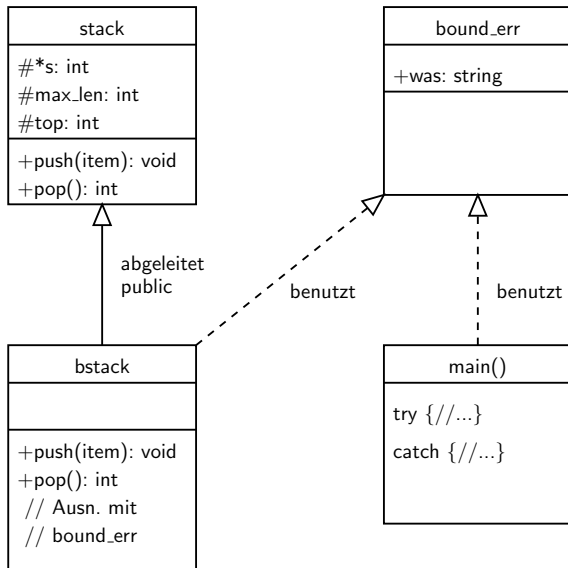 stack
#*s: int
#max_len: int
#top: int
+push(item): void
+pop(): int
bound_err
+was: string
abgeleitet
public
benutzt
benutzt
bstack
+push(item): void
+pop(): int
// Ausn. mit
// bound_err
main()
try {//...}
catch {//...}